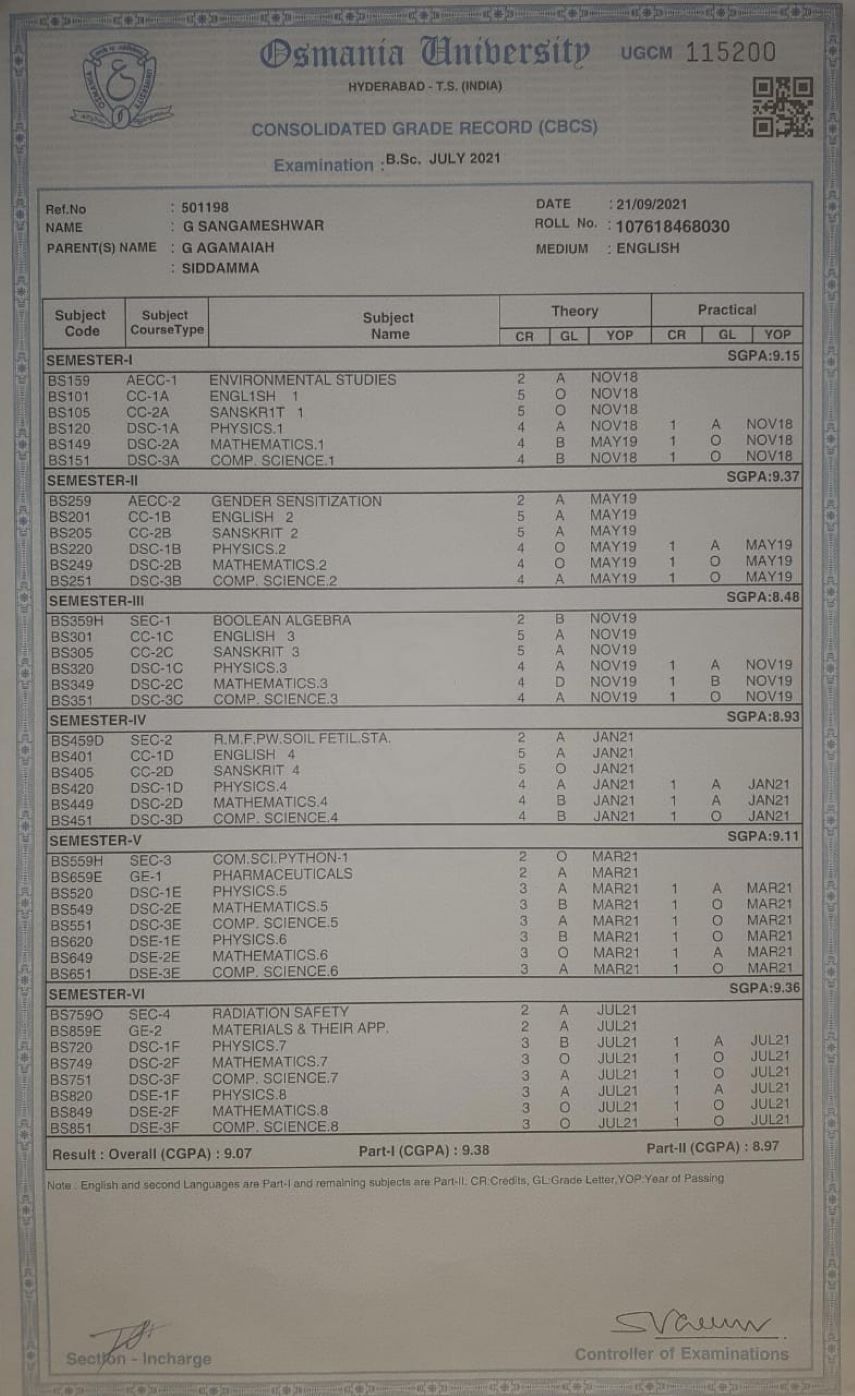 Osmania University UGCM 115200
HYDERABAD - T.S. (INDIA)
CONSOLIDATED GRADE RECORD (CBCS)
Examination : B.Sc. JULY 2021
Ref.No : 501198 DATE : 21/09/2021
NAME : G SANGAMESHWAR ROLL No. : 107618468030
PARENT(S) NAME : G AGAMAIAH MEDIUM : ENGLISH
: SIDDAMMA
Subject Code Subject CourseType Subject Name Theory Practical
CR GL YOP CR GL YOP
SEMESTER-I SGPA:9.15
BS159 AECC-1 ENVIRONMENTAL STUDIES 2 A NOV18
BS101 CC-1A ENGL1SH 1 5 O NOV18
BS105 CC-2A SANSKR1T 1 5 O NOV18
BS120 DSC-1A PHYSICS.1 4 A NOV18 1 A NOV18
BS149 DSC-2A MATHEMATICS.1 4 B MAY19 1 O NOV18
BS151 DSC-3A COMP. SCIENCE.1 4 B NOV18 1 O NOV18
SEMESTER-II SGPA:9.37
BS259 AECC-2 GENDER SENSITIZATION 2 A MAY19
BS201 CC-1B ENGLISH 2 5 A MAY19
BS205 CC-2B SANSKRIT 2 5 A MAY19
BS220 DSC-1B PHYSICS.2 4 O MAY19 1 A MAY19
BS249 DSC-2B MATHEMATICS.2 4 O MAY19 1 O MAY19
BS251 DSC-3B COMP. SCIENCE.2 4 A MAY19 1 O MAY19
SEMESTER-III SGPA:8.48
BS359H SEC-1 BOOLEAN ALGEBRA 2 B NOV19
BS301 CC-1C ENGLISH 3 5 A NOV19
BS305 CC-2C SANSKRIT 3 5 A NOV19
BS320 DSC-1C PHYSICS.3 4 A NOV19 1 A NOV19
BS349 DSC-2C MATHEMATICS.3 4 D NOV19 1 B NOV19
BS351 DSC-3C COMP. SCIENCE.3 4 A NOV19 1 O NOV19
SEMESTER-IV SGPA:8.93
BS459D SEC-2 R.M.F.PW.SOIL FETIL.STA. 2 A JAN21
BS401 CC-1D ENGLISH 4 5 A JAN21
BS405 CC-2D SANSKRIT 4 5 O JAN21
BS420 DSC-1D PHYSICS.4 4 A JAN21 1 A JAN21
BS449 DSC-2D MATHEMATICS.4 4 B JAN21 1 A JAN21
BS451 DSC-3D COMP. SCIENCE.4 4 B JAN21 1 O JAN21
SEMESTER-V SGPA:9.11
BS559H SEC-3 COM.SCI.PYTHON-1 2 O MAR21
BS659E GE-1 PHARMACEUTICALS 2 A MAR21
BS520 DSC-1E PHYSICS.5 3 A MAR21 1 A MAR21
BS549 DSC-2E MATHEMATICS.5 3 B MAR21 1 O MAR21
BS551 DSC-3E COMP. SCIENCE.5 3 A MAR21 1 O MAR21
BS620 DSE-1E PHYSICS.6 3 B MAR21 1 O MAR21
BS649 DSE-2E MATHEMATICS.6 3 O MAR21 1 A MAR21
BS651 DSE-3E COMP. SCIENCE.6 3 A MAR21 1 O MAR21
SEMESTER-VI SGPA:9.36
BS759O SEC-4 RADIATION SAFETY 2 A JUL21
BS859E GE-2 MATERIALS & THEIR APP. 2 A JUL21
BS720 DSC-1F PHYSICS.7 3 B JUL21 1 A JUL21
BS749 DSC-2F MATHEMATICS.7 3 O JUL21 1 O JUL21
BS751 DSC-3F COMP. SCIENCE.7 3 A JUL21 1 O JUL21
BS820 DSE-1F PHYSICS.8 3 A JUL21 1 A JUL21
BS849 DSE-2F MATHEMATICS.8 3 O JUL21 1 O JUL21
BS851 DSE-3F COMP. SCIENCE.8 3 O JUL21 1 O JUL21
Result : Overall (CGPA) : 9.07 Part-I (CGPA) : 9.38 Part-II (CGPA) : 8.97
Note : English and second Languages are Part-I and remaining subjects are Part-II. CR:Credits, GL:Grade Letter,YOP:Year of Passing
Section - Incharge Controller of Examinations